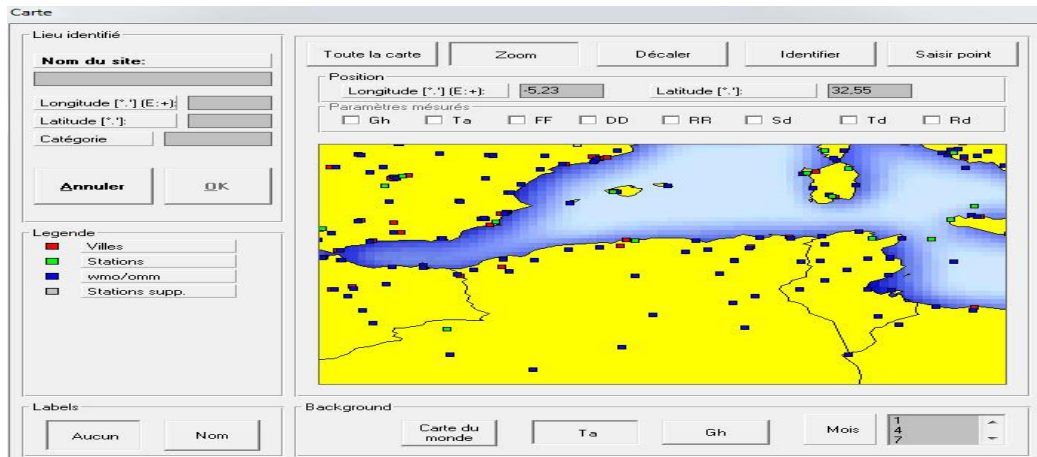 Carte
Lieu identifié
Nom du site:
Longitude [°.'] (E:+):
Latitude [°.']:
Catégorie
Annuler
OK
Legende
Villes
Stations
wmo/omm
Stations supp.
Labels
Aucun
Nom
Toute la carte
Zoom
Décaler
Identifier
Saisir point
Position
Longitude [°.'] (E:+):
-5,23
Latitude [°.']:
32,55
Paramètres mésurés
Gh
Ta
FF
DD
RR
Sd
Td
Rd
Background
Carte du
monde
Ta
Gh
Mois
1
4
7